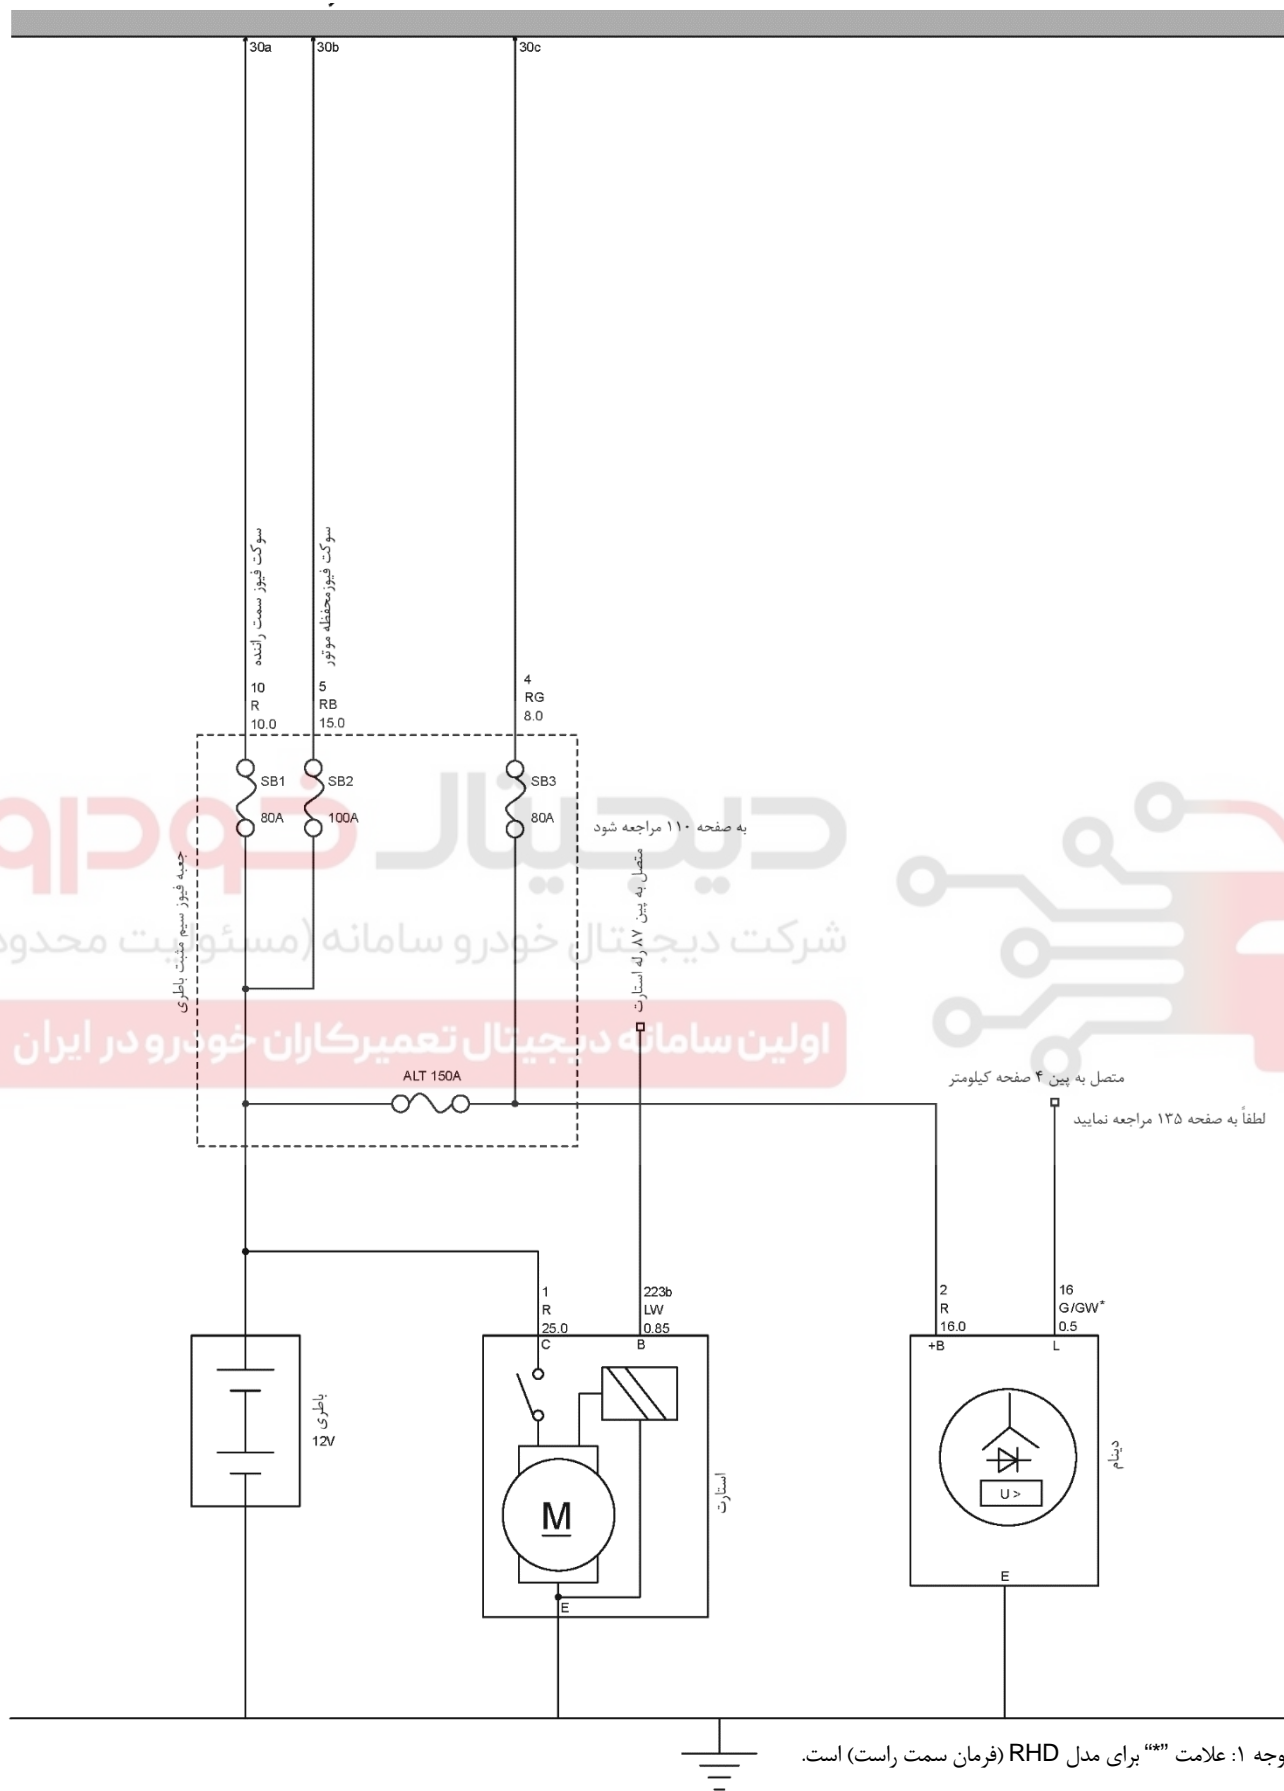 30a
30b
30c
سوکت فیوز سمت راننده
سوکت فیوزمحفظه موتور
10
R
10.0
5
RB
15.0
4
RG
8.0
SB1
80A
SB2
100A
SB3
80A
جعبه فیوز سیم مثبت باطری
دیجیتال خودرو
شرکت دیجیتال خودرو سامانه (مسئولیت محدود
اولین سامانه دیجیتال تعمیرکاران خودرو در ایران
به صفحه ۱۱۰ مراجعه شود
متصل به پین ۸۷ رله استارت
ALT 150A
متصل به پین ۴ صفحه کیلومتر
لطفاً به صفحه ۱۳۵ مراجعه نمایید
1
R
25.0
C
223b
LW
0.85
B
2
R
16.0
+B
16
G/GW*
0.5
L
باطری
12V
M
E
استارت
U >
E
دینام
وجه ۱: علامت “*” برای مدل RHD (فرمان سمت راست) است.